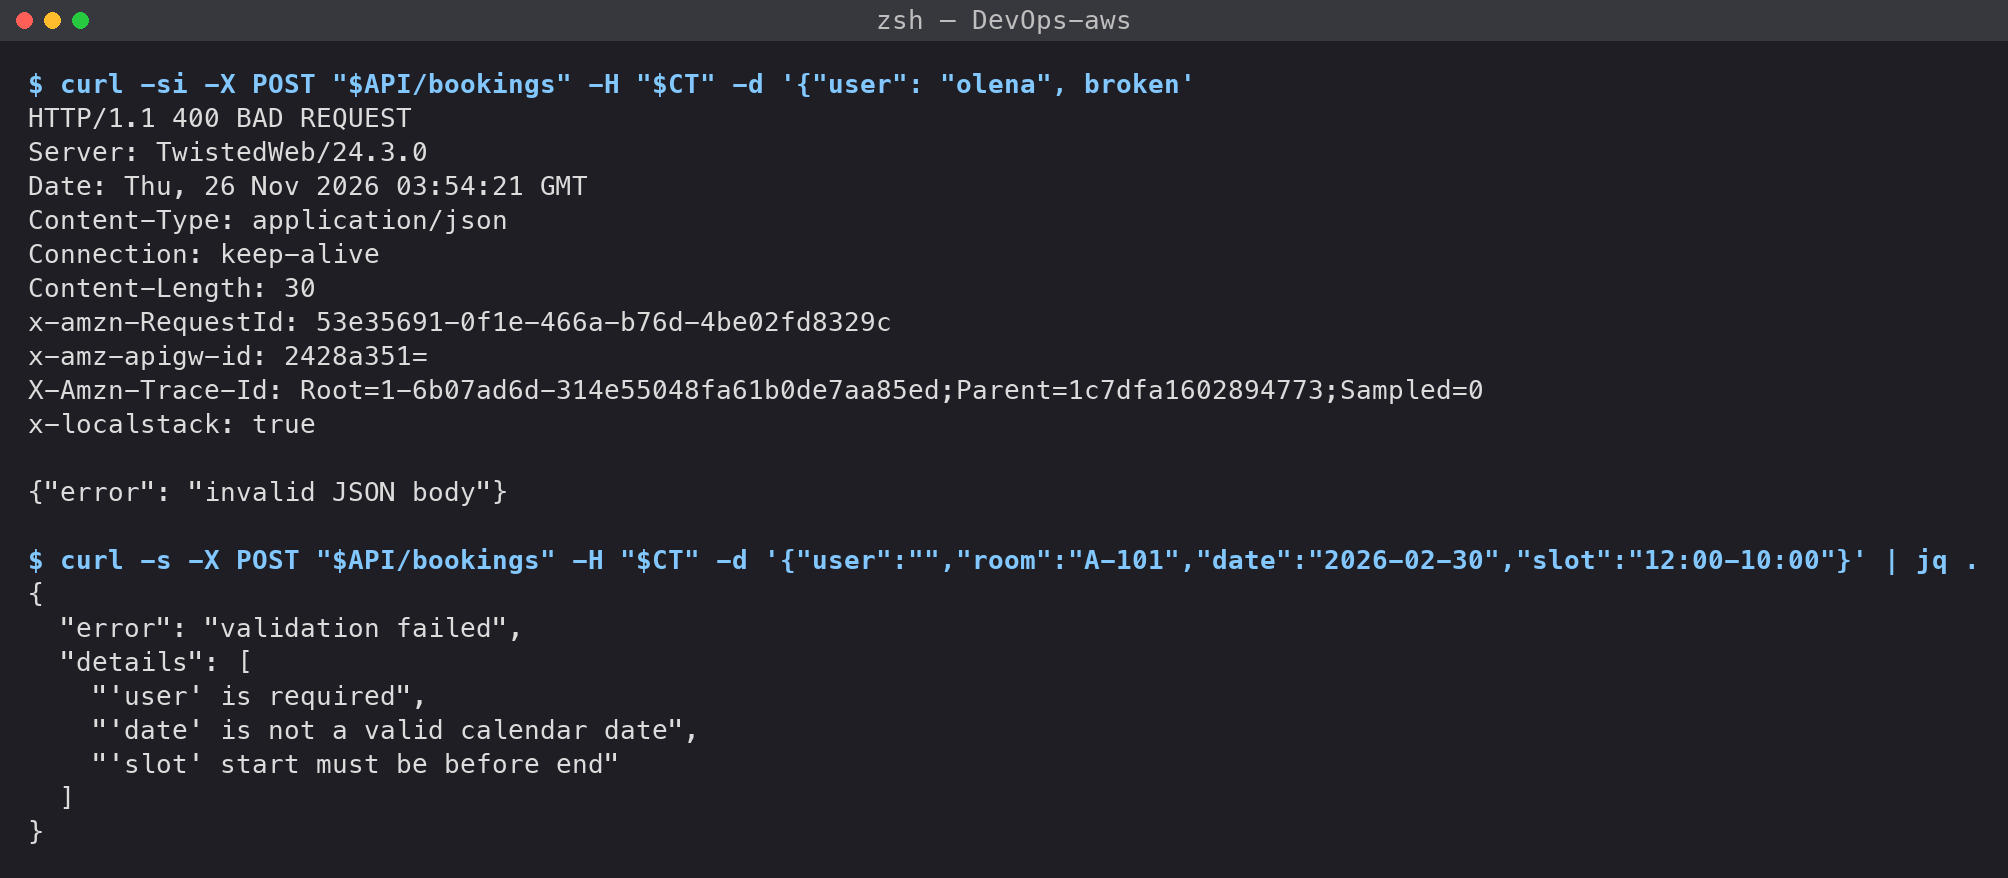 zsh — DevOps-aws
$ curl -si -X POST "$API/bookings" -H "$CT" -d '{"user": "olena", broken'
HTTP/1.1 400 BAD REQUEST
Server: TwistedWeb/24.3.0
Date: Thu, 26 Nov 2026 03:54:21 GMT
Content-Type: application/json
Connection: keep-alive
Content-Length: 30
x-amzn-RequestId: 53e35691-0f1e-466a-b76d-4be02fd8329c
x-amz-apigw-id: 2428a351=
X-Amzn-Trace-Id: Root=1-6b07ad6d-314e55048fa61b0de7aa85ed;Parent=1c7dfa1602894773;Sampled=0
x-localstack: true
{"error": "invalid JSON body"}
$ curl -s -X POST "$API/bookings" -H "$CT" -d '{"user":"","room":"A-101","date":"2026-02-30","slot":"12:00-10:00"}' | jq .
{
  "error": "validation failed",
  "details": [
    "'user' is required",
    "'date' is not a valid calendar date",
    "'slot' start must be before end"
  ]
}